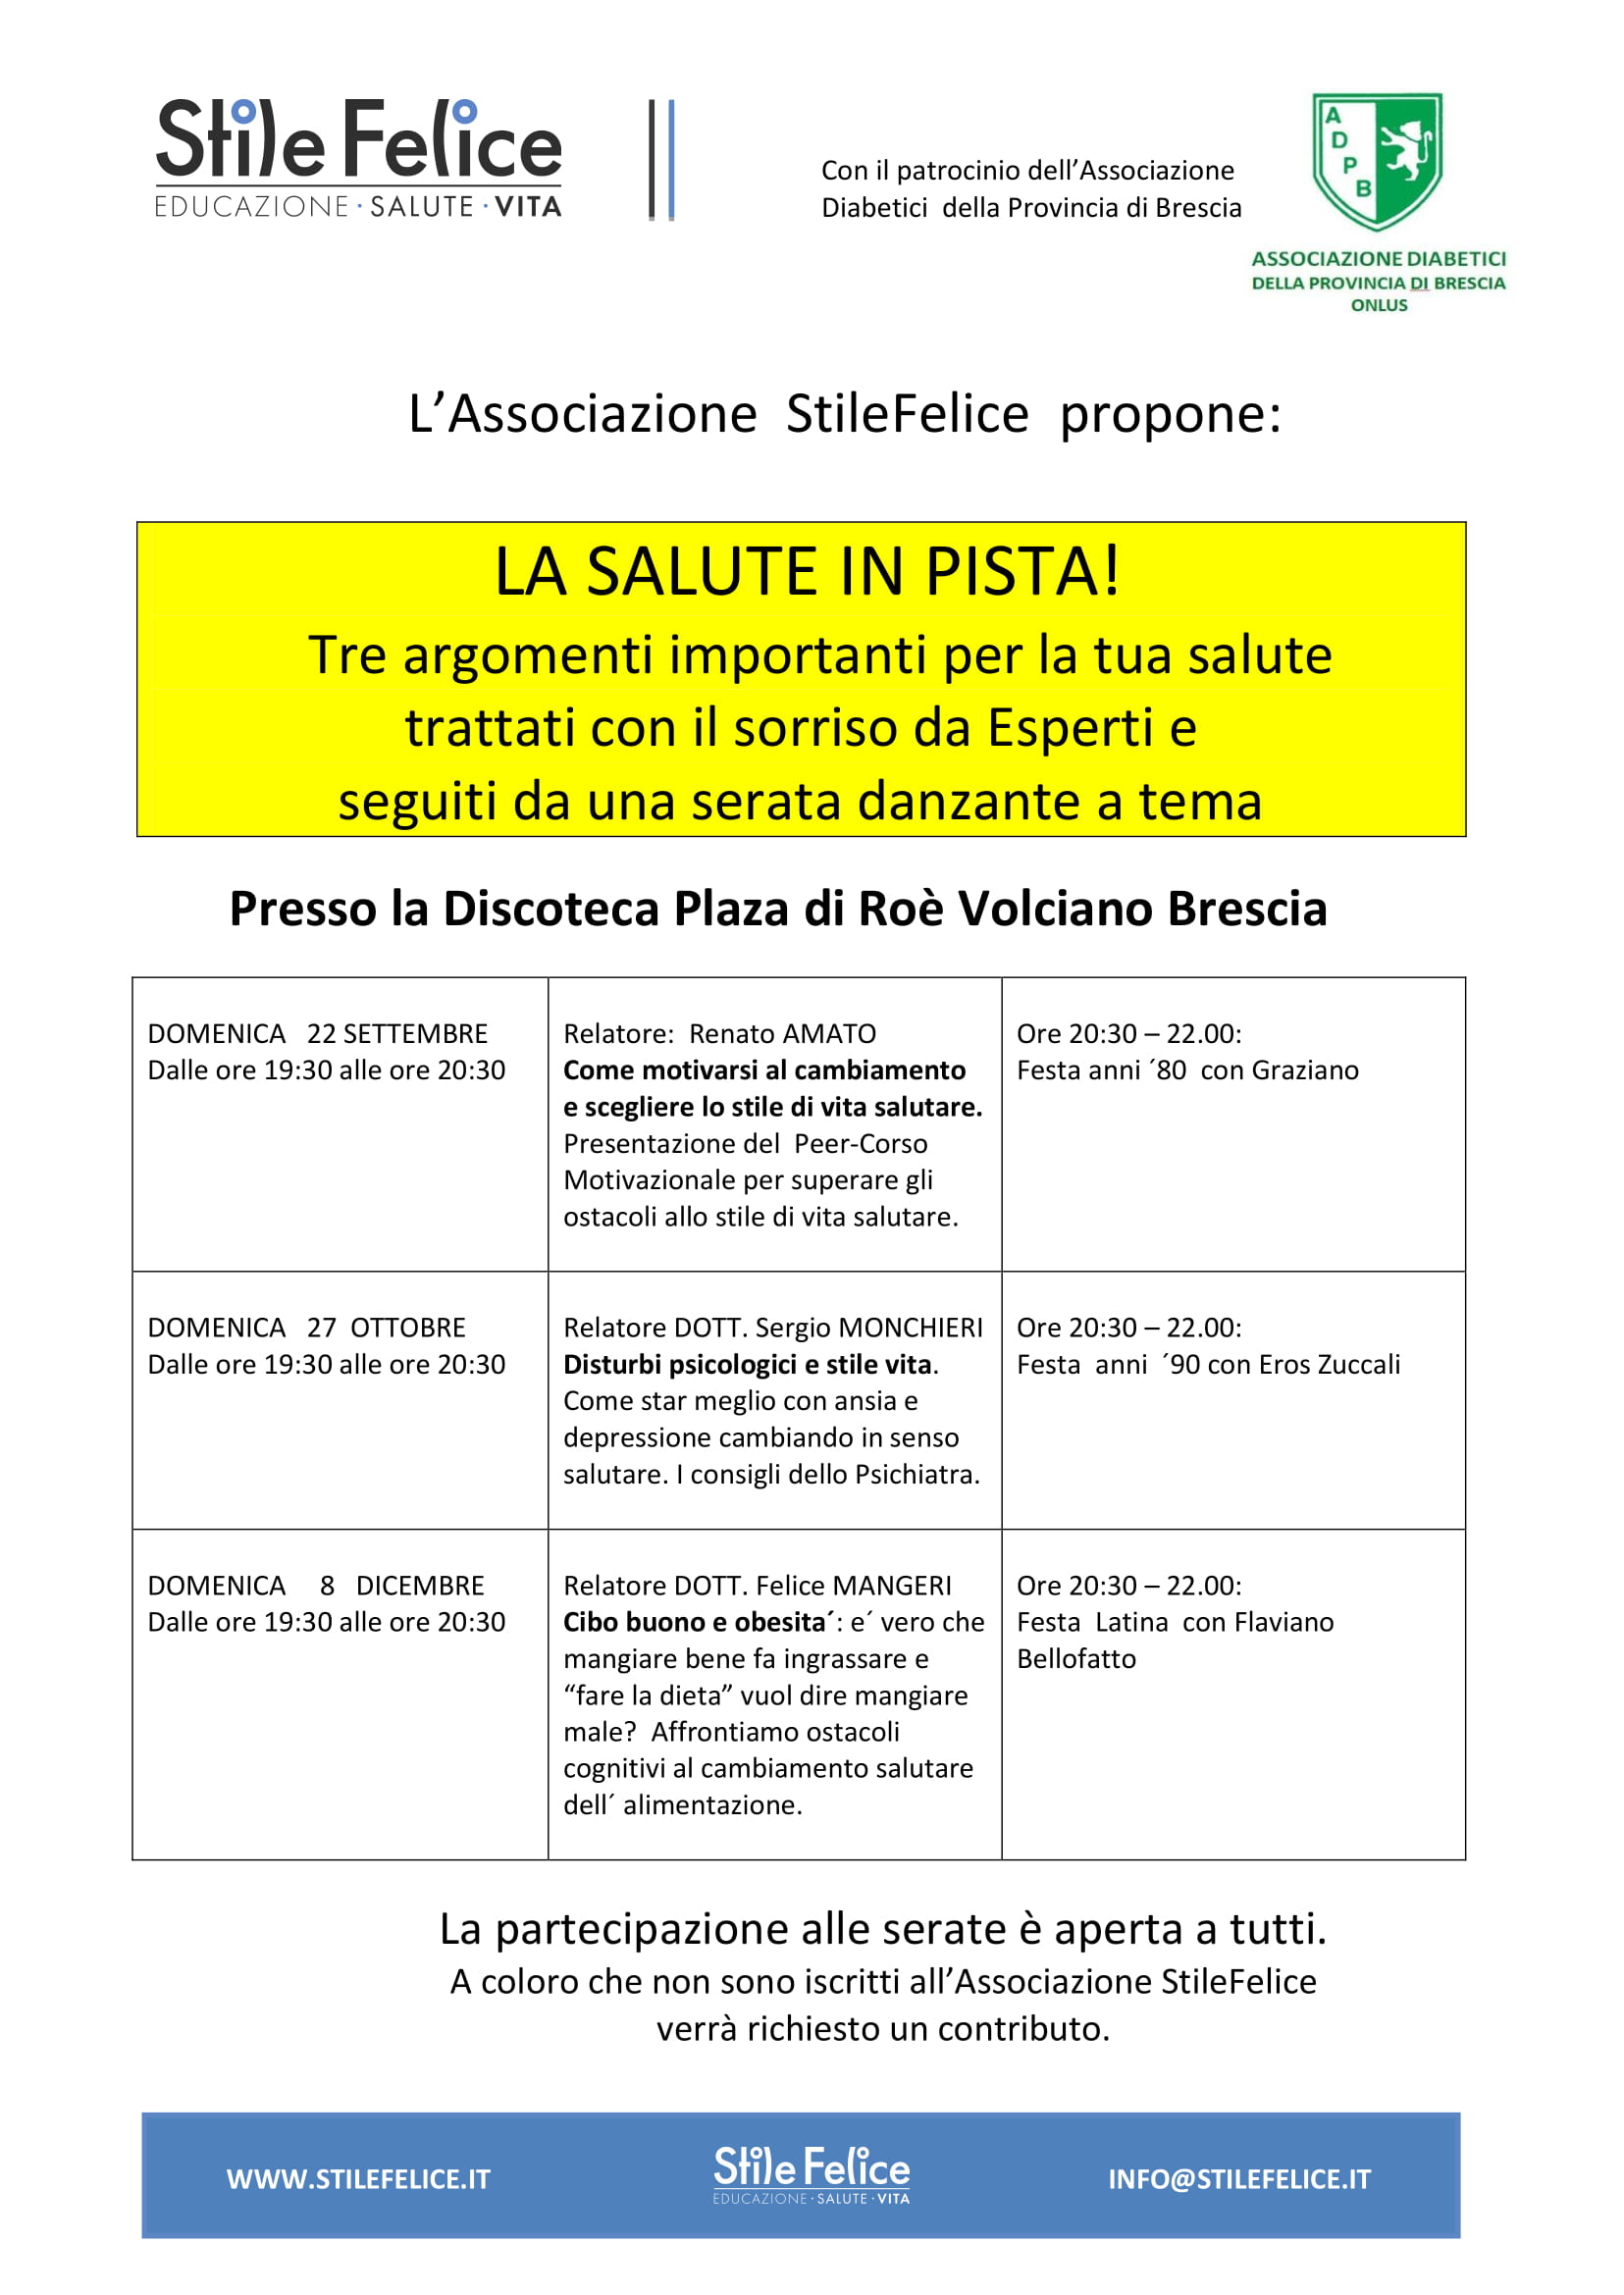 Stile Felice
EDUCAZIONE · SALUTE · VITA
Con il patrocinio dell’Associazione
Diabetici della Provincia di Brescia
A
D
P
B
ASSOCIAZIONE DIABETICI
DELLA PROVINCIA DI BRESCIA
ONLUS
L’Associazione StileFelice propone:
LA SALUTE IN PISTA!
Tre argomenti importanti per la tua salute
trattati con il sorriso da Esperti e
seguiti da una serata danzante a tema
Presso la Discoteca Plaza di Roè Volciano Brescia
DOMENICA 22 SETTEMBRE
Dalle ore 19:30 alle ore 20:30
Relatore: Renato AMATO
Come motivarsi al cambiamento
e scegliere lo stile di vita salutare.
Presentazione del Peer-Corso
Motivazionale per superare gli
ostacoli allo stile di vita salutare.
Ore 20:30 – 22.00:
Festa anni ´80 con Graziano
DOMENICA 27 OTTOBRE
Dalle ore 19:30 alle ore 20:30
Relatore DOTT. Sergio MONCHIERI
Disturbi psicologici e stile vita.
Come star meglio con ansia e
depressione cambiando in senso
salutare. I consigli dello Psichiatra.
Ore 20:30 – 22.00:
Festa anni ´90 con Eros Zuccali
DOMENICA 8 DICEMBRE
Dalle ore 19:30 alle ore 20:30
Relatore DOTT. Felice MANGERI
Cibo buono e obesita´: e´ vero che
mangiare bene fa ingrassare e
“fare la dieta” vuol dire mangiare
male? Affrontiamo ostacoli
cognitivi al cambiamento salutare
dell´ alimentazione.
Ore 20:30 – 22.00:
Festa Latina con Flaviano
Bellofatto
La partecipazione alle serate è aperta a tutti.
A coloro che non sono iscritti all’Associazione StileFelice
verrà richiesto un contributo.
WWW.STILEFELICE.IT
Stile Felice
EDUCAZIONE · SALUTE · VITA
INFO@STILEFELICE.IT